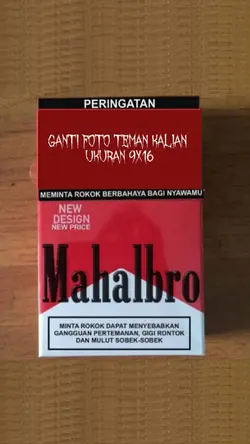 PERINGATAN
GANTI FOTO TEMAN KALIAN
UKURAN 9X16
MEMINTA ROKOK BERBAHAYA BAGI NYAWAMU
NEW
DESIGN
NEW PRICE
Mahalbro
MINTA ROKOK DAPAT MENYEBABKAN
GANGGUAN PERTEMANAN, GIGI RONTOK
DAN MULUT SOBEK-SOBEK